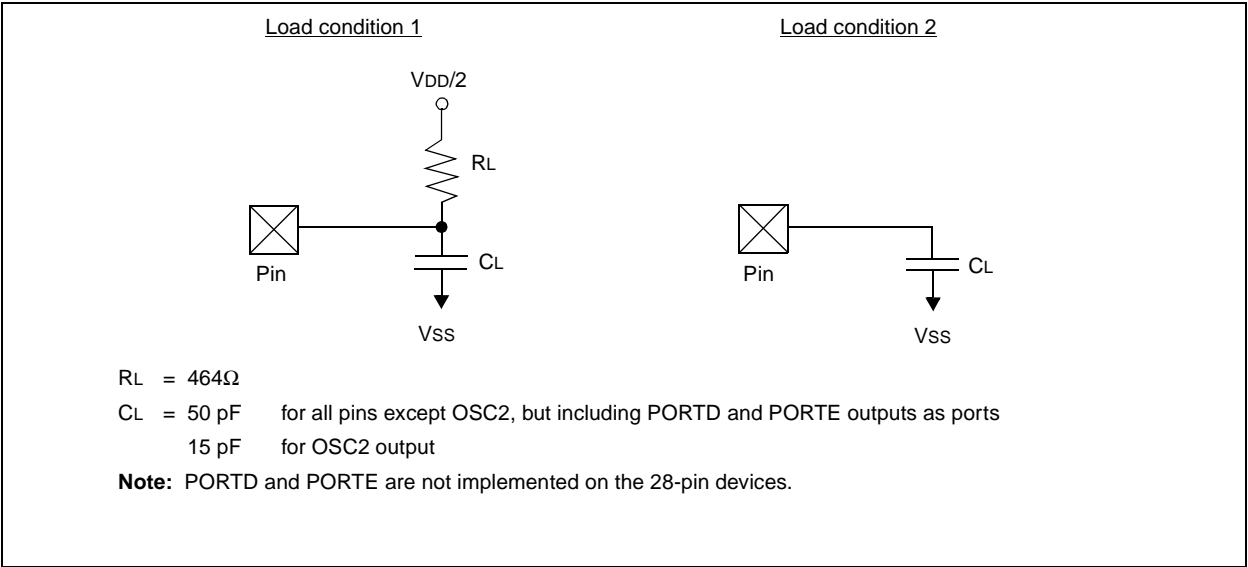 Load condition 1
Load condition 2
VDD/2
RL
CL
Pin
VSS
CL
Pin
VSS
RL = 464Ω
CL = 50 pF for all pins except OSC2, but including PORTD and PORTE outputs as ports
15 pF for OSC2 output
Note: PORTD and PORTE are not implemented on the 28-pin devices.